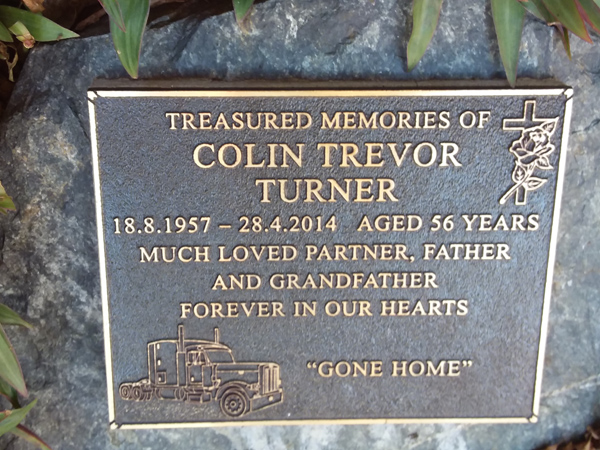 TREASURED MEMORIES OF
COLIN TREVOR
TURNER
18.8.1957 – 28.4.2014 AGED 56 YEARS
MUCH LOVED PARTNER, FATHER
AND GRANDFATHER
FOREVER IN OUR HEARTS
"GONE HOME"